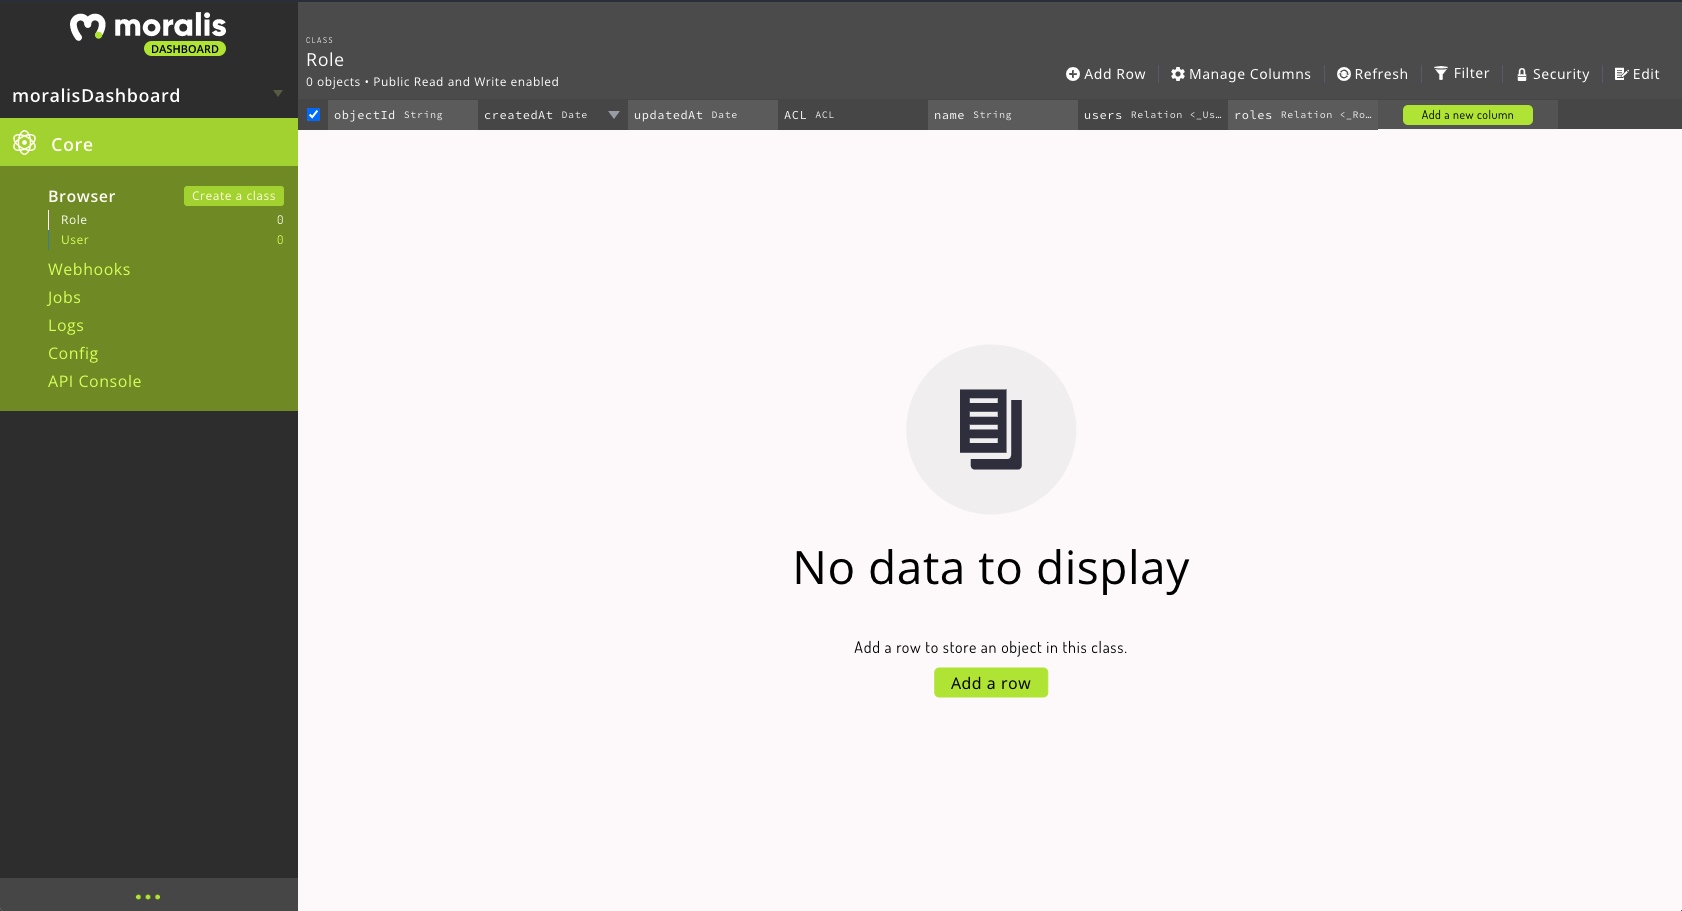 moralis
DASHBOARD
moralisDashboard
Core
Browser
Create a class
Role 0
User 0
Webhooks
Jobs
Logs
Config
API Console
CLASS
Role
0 objects • Public Read and Write enabled
Add Row
Manage Columns
Refresh
Filter
Security
Edit
objectId String
createdAt Date
updatedAt Date
ACL ACL
name String
users Relation <_Us…
roles Relation <_Ro…
Add a new column
No data to display
Add a row to store an object in this class.
Add a row